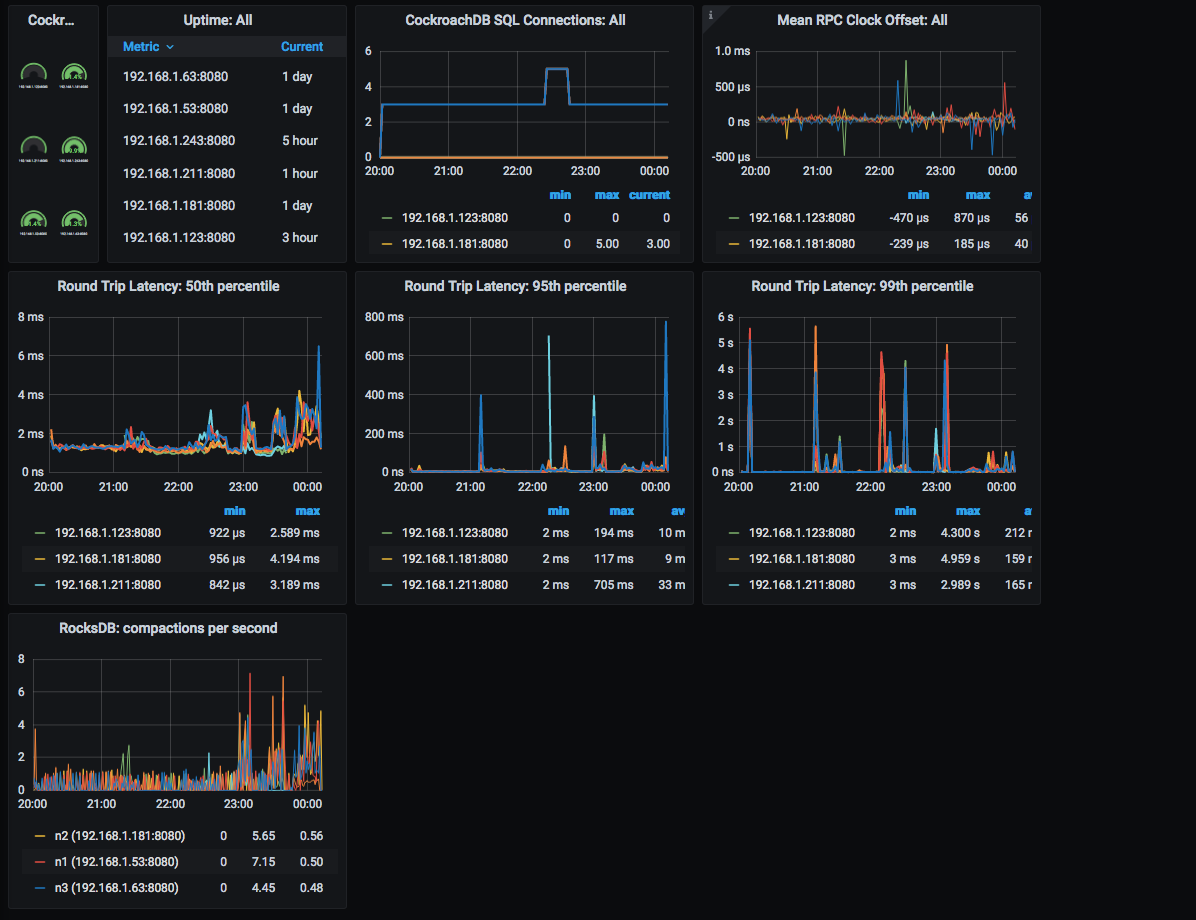 Cockr...
Uptime: All
Metric
Current
192.168.1.63:8080 1 day
192.168.1.53:8080 1 day
192.168.1.243:8080 5 hour
192.168.1.211:8080 1 hour
192.168.1.181:8080 1 day
192.168.1.123:8080 3 hour
CockroachDB SQL Connections: All
6
4
2
0
20:00 21:00 22:00 23:00 00:00
min max current
192.168.1.123:8080 0 0 0
192.168.1.181:8080 0 5.00 3.00
i
Mean RPC Clock Offset: All
1.0 ms
500 µs
0 ns
-500 µs
20:00 21:00 22:00 23:00 00:00
min max
192.168.1.123:8080 -470 µs 870 µs 56
192.168.1.181:8080 -239 µs 185 µs 40
Round Trip Latency: 50th percentile
8 ms
6 ms
4 ms
2 ms
0 ns
20:00 21:00 22:00 23:00 00:00
min max
192.168.1.123:8080 922 µs 2.589 ms
192.168.1.181:8080 956 µs 4.194 ms
192.168.1.211:8080 842 µs 3.189 ms
Round Trip Latency: 95th percentile
800 ms
600 ms
400 ms
200 ms
0 ns
20:00 21:00 22:00 23:00 00:00
min max av
192.168.1.123:8080 2 ms 194 ms 10 m
192.168.1.181:8080 2 ms 117 ms 9 m
192.168.1.211:8080 2 ms 705 ms 33 m
Round Trip Latency: 99th percentile
6 s
5 s
4 s
3 s
2 s
1 s
0 ns
20:00 21:00 22:00 23:00 00:00
min max
192.168.1.123:8080 2 ms 4.300 s 212
192.168.1.181:8080 3 ms 4.959 s 159
192.168.1.211:8080 3 ms 2.989 s 165
RocksDB: compactions per second
8
6
4
2
0
20:00 21:00 22:00 23:00 00:00
n2 (192.168.1.181:8080) 0 5.65 0.56
n1 (192.168.1.53:8080) 0 7.15 0.50
n3 (192.168.1.63:8080) 0 4.45 0.48